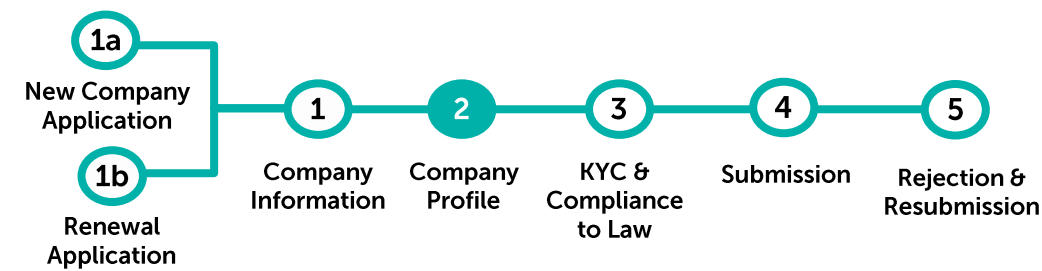 1a
New Company
Application
1b
Renewal
Application
1
Company
Information
2
Company
Profile
3
KYC &
Compliance
to Law
4
Submission
5
Rejection &
Resubmission